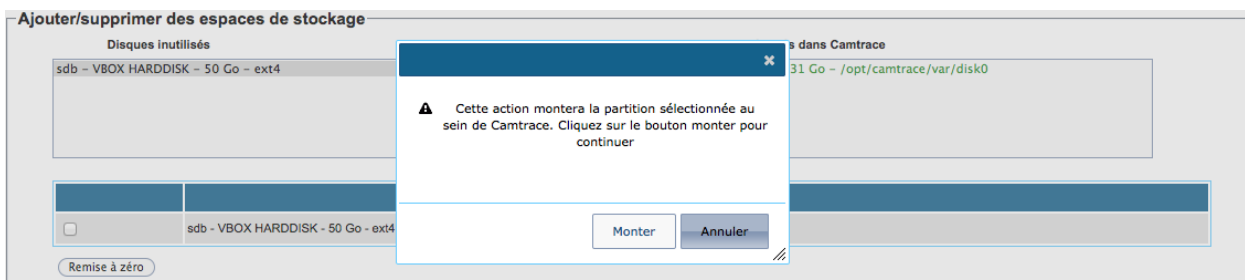 Ajouter/supprimer des espaces de stockage
Disques inutilisés
s dans Camtrace
sdb - VBOX HARDDISK - 50 Go - ext4
31 Go - /opt/camtrace/var/disk0
Cette action montera la partition sélectionnée au
sein de Camtrace. Cliquez sur le bouton monter pour
continuer
sdb - VBOX HARDDISK - 50 Go - ext4
Monter
Annuler
Remise à zéro